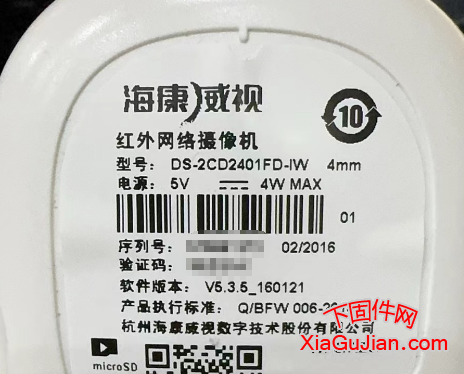 海康威视
10
红外网络摄像机
型号: DS-2CD2401FD-IW 4mm
电源: 5V 4W MAX
01
序列号: 02/2016
验证码:
软件版本: V5.3.5_160121
产品执行标准: Q/BFW 006-20
杭州海康威视数字技术股份有限公司
microSD
下固件网
XiaGuJian.com